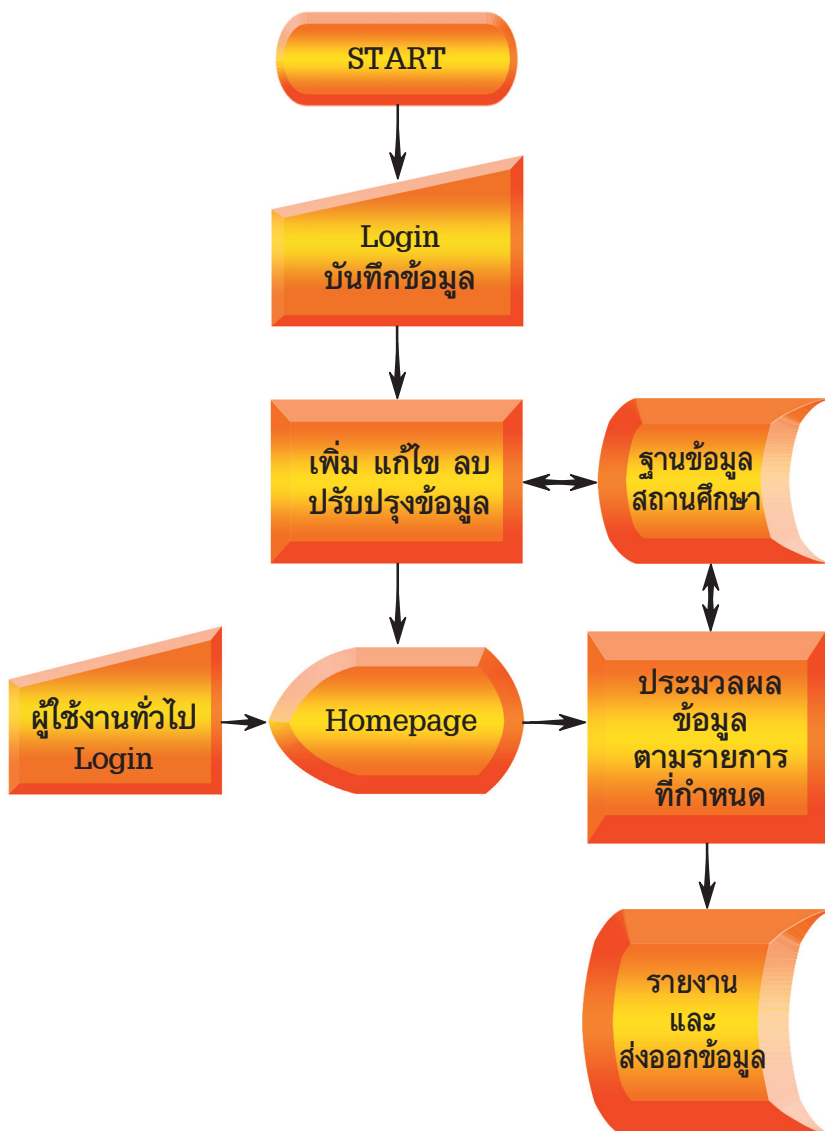 START
Login
บันทึกข้อมูล
เพิ่ม แก้ไข ลบ
ปรับปรุงข้อมูล
ฐานข้อมูล
สถานศึกษา
ผู้ใช้งานทั่วไป
Login
Homepage
ประมวลผล
ข้อมูล
ตามรายการ
ที่กำหนด
รายงาน
และ
ส่งออกข้อมูล